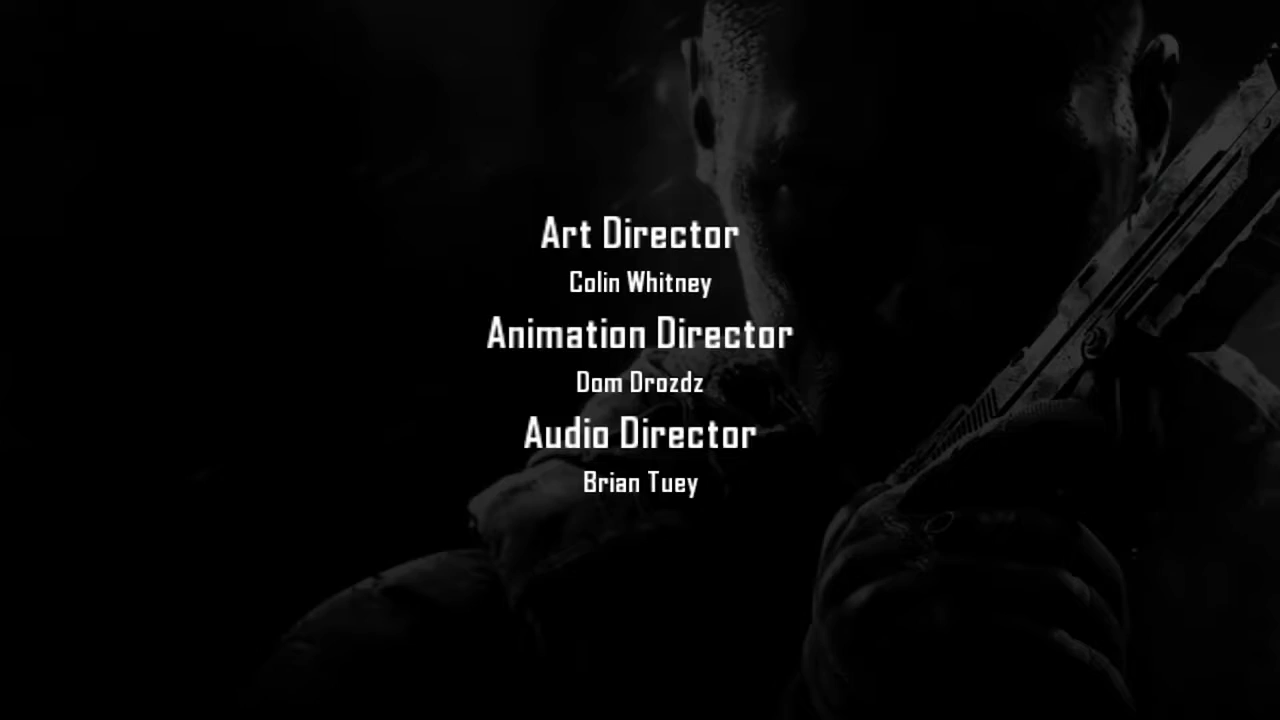 Art Director
Colin Whitney
Animation Director
Dom Drozdz
Audio Director
Brian Tuey